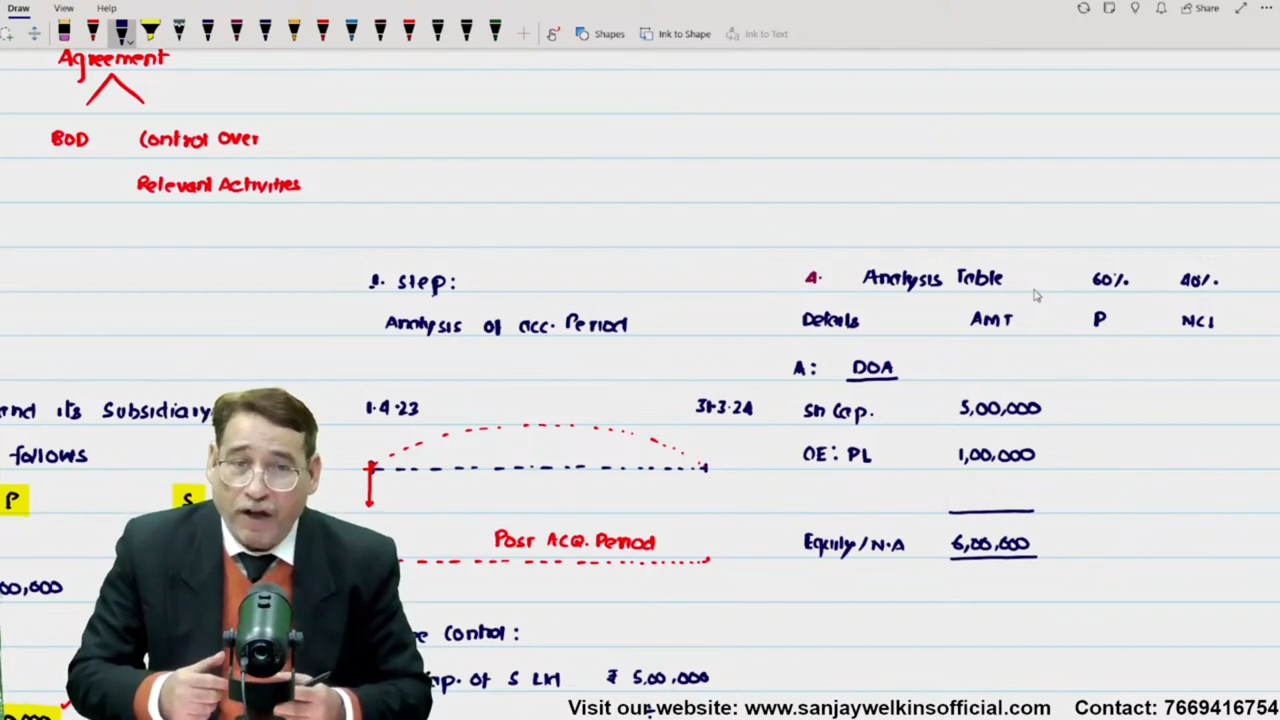 Draw View Help Share
Shapes Ink to Shape Ink to Text
Agreement
BOD Control Over
Relevant Activities
1. Step:
Analysis of acc. Period
1.4.23 31.3.24
Post ACQ. Period
and its Subsidiary
follows
P S
00,000
Control:
cap. of S Ltd ₹ 5,00,000
4. Analysis Table 60% 40%.
Details AMT P NCI
A: DOA
Sh Cap. 5,00,000
OE: PL 1,00,000
Equity/N.A 6,00,000
Visit our website: www.sanjaywelkinsofficial.com Contact: 7669416754